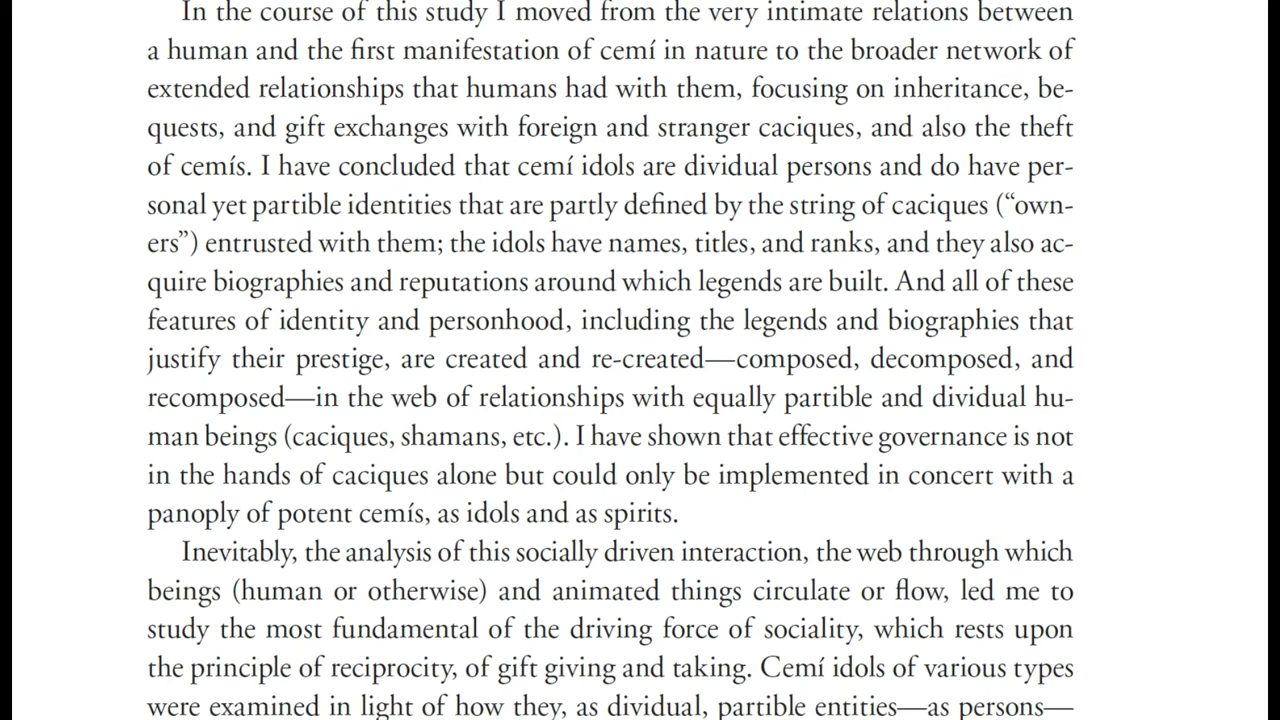 In the course of this study I moved from the very intimate relations between
a human and the first manifestation of cemí in nature to the broader network of
extended relationships that humans had with them, focusing on inheritance, be-
quests, and gift exchanges with foreign and stranger caciques, and also the theft
of cemís. I have concluded that cemí idols are dividual persons and do have per-
sonal yet partible identities that are partly defined by the string of caciques (“own-
ers”) entrusted with them; the idols have names, titles, and ranks, and they also ac-
quire biographies and reputations around which legends are built. And all of these
features of identity and personhood, including the legends and biographies that
justify their prestige, are created and re-created—composed, decomposed, and
recomposed—in the web of relationships with equally partible and dividual hu-
man beings (caciques, shamans, etc.). I have shown that effective governance is not
in the hands of caciques alone but could only be implemented in concert with a
panoply of potent cemís, as idols and as spirits.
Inevitably, the analysis of this socially driven interaction, the web through which
beings (human or otherwise) and animated things circulate or flow, led me to
study the most fundamental of the driving force of sociality, which rests upon
the principle of reciprocity, of gift giving and taking. Cemí idols of various types
were examined in light of how they, as dividual, partible entities—as persons—